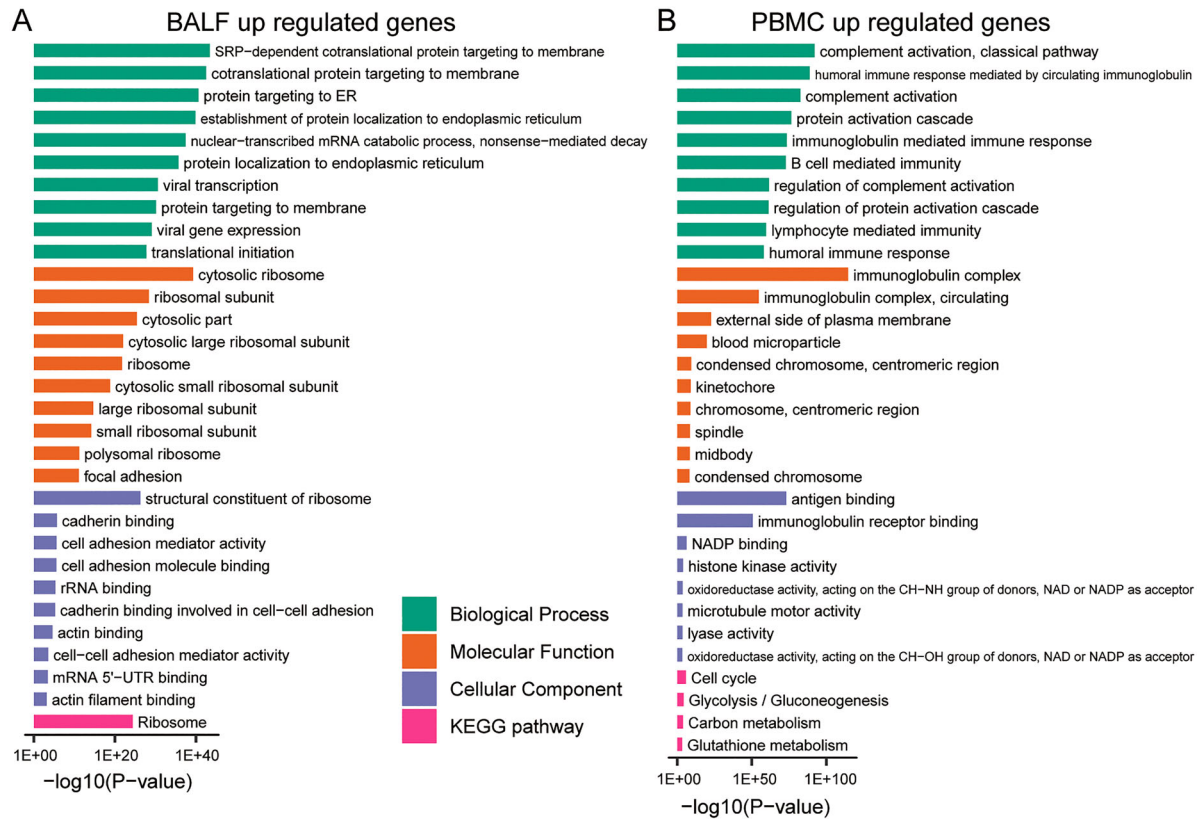 A
BALF up regulated genes
SRP−dependent cotranslational protein targeting to membrane
cotranslational protein targeting to membrane
protein targeting to ER
establishment of protein localization to endoplasmic reticulum
nuclear−transcribed mRNA catabolic process, nonsense−mediated decay
protein localization to endoplasmic reticulum
viral transcription
protein targeting to membrane
viral gene expression
translational initiation
cytosolic ribosome
ribosomal subunit
cytosolic part
cytosolic large ribosomal subunit
ribosome
cytosolic small ribosomal subunit
large ribosomal subunit
small ribosomal subunit
polysomal ribosome
focal adhesion
structural constituent of ribosome
cadherin binding
cell adhesion mediator activity
cell adhesion molecule binding
rRNA binding
cadherin binding involved in cell−cell adhesion
actin binding
cell−cell adhesion mediator activity
mRNA 5'−UTR binding
actin filament binding
Ribosome
1E+00 1E+20 1E+40
−log10(P−value)
Biological Process
Molecular Function
Cellular Component
KEGG pathway
B
PBMC up regulated genes
complement activation, classical pathway
humoral immune response mediated by circulating immunoglobulin
complement activation
protein activation cascade
immunoglobulin mediated immune response
B cell mediated immunity
regulation of complement activation
regulation of protein activation cascade
lymphocyte mediated immunity
humoral immune response
immunoglobulin complex
immunoglobulin complex, circulating
external side of plasma membrane
blood microparticle
condensed chromosome, centromeric region
kinetochore
chromosome, centromeric region
spindle
midbody
condensed chromosome
antigen binding
immunoglobulin receptor binding
NADP binding
histone kinase activity
oxidoreductase activity, acting on the CH−NH group of donors, NAD or NADP as acceptor
microtubule motor activity
lyase activity
oxidoreductase activity, acting on the CH−OH group of donors, NAD or NADP as acceptor
Cell cycle
Glycolysis / Gluconeogenesis
Carbon metabolism
Glutathione metabolism
1E+00 1E+50 1E+100
−log10(P−value)